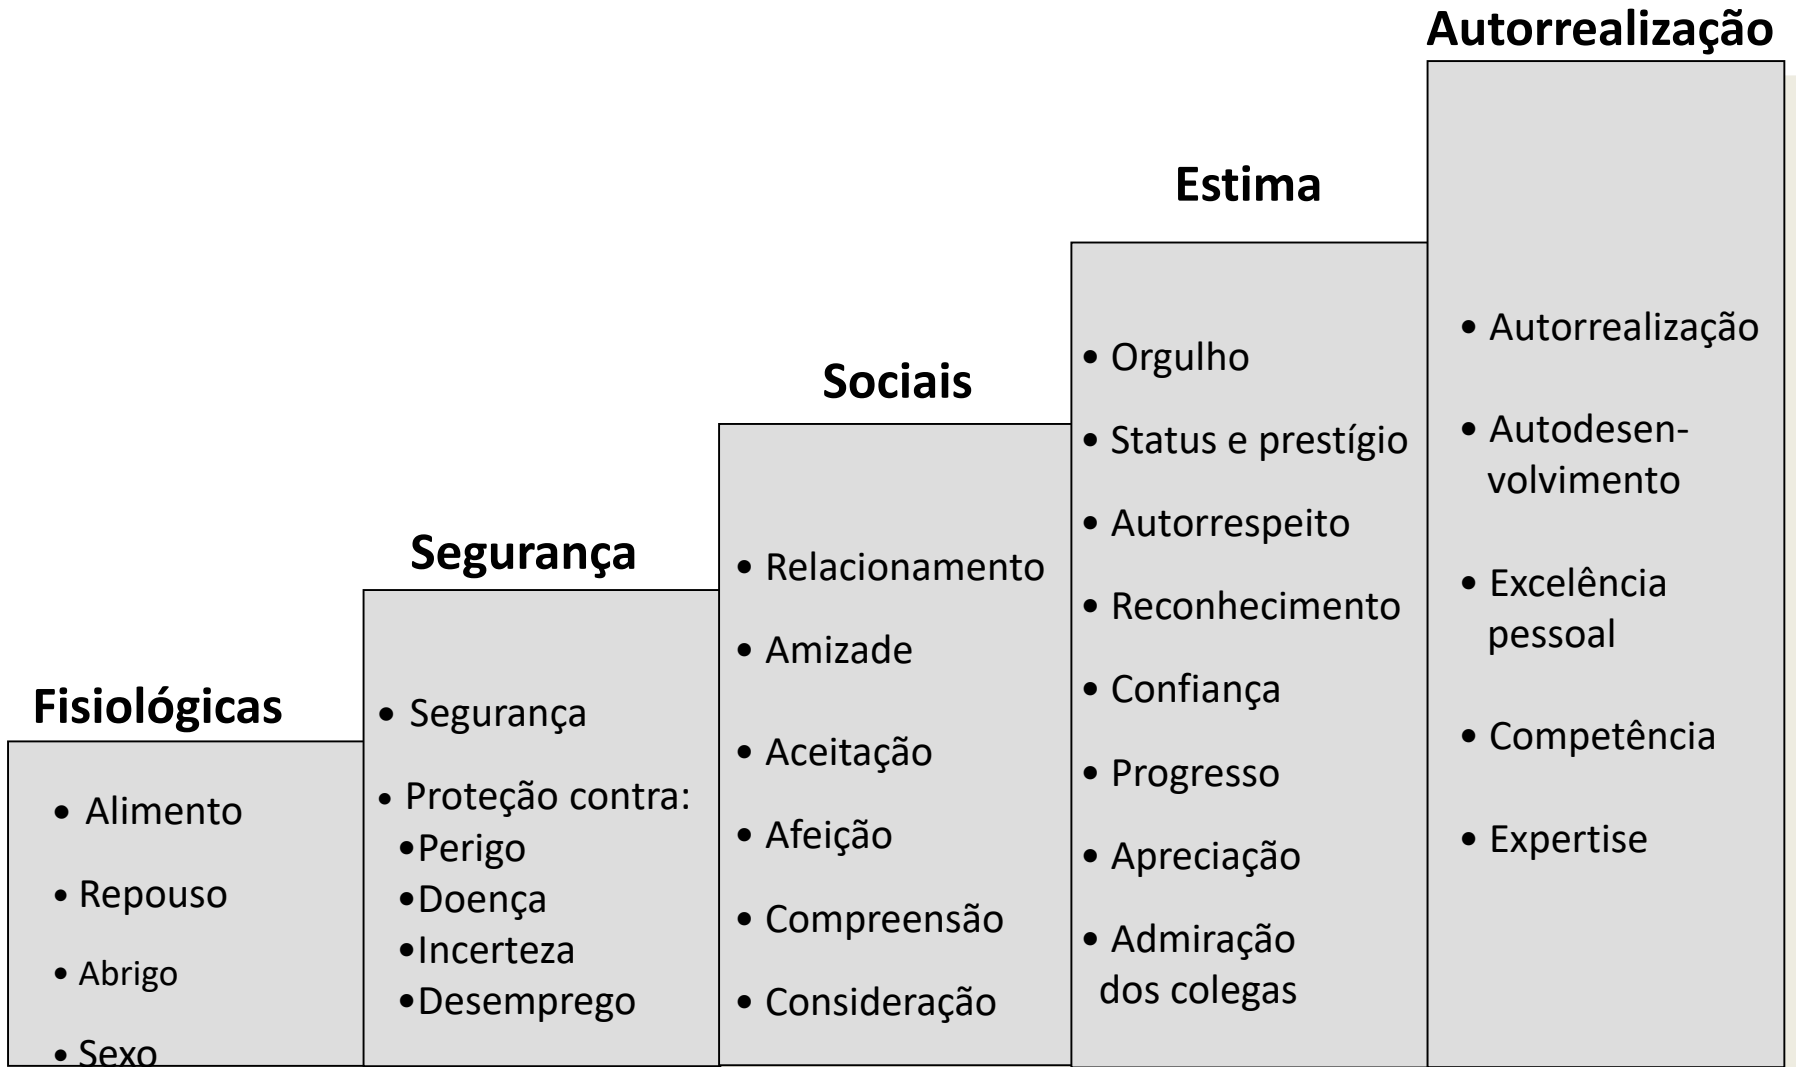 Fisiológicas
• Alimento
• Repouso
• Abrigo
• Sexo
Segurança
• Segurança
• Proteção contra:
•Perigo
•Doença
•Incerteza
•Desemprego
Sociais
• Relacionamento
• Amizade
• Aceitação
• Afeição
• Compreensão
• Consideração
Estima
• Orgulho
• Status e prestígio
• Autorrespeito
• Reconhecimento
• Confiança
• Progresso
• Apreciação
• Admiração
dos colegas
Autorrealização
• Autorrealização
• Autodesen-
volvimento
• Excelência
pessoal
• Competência
• Expertise